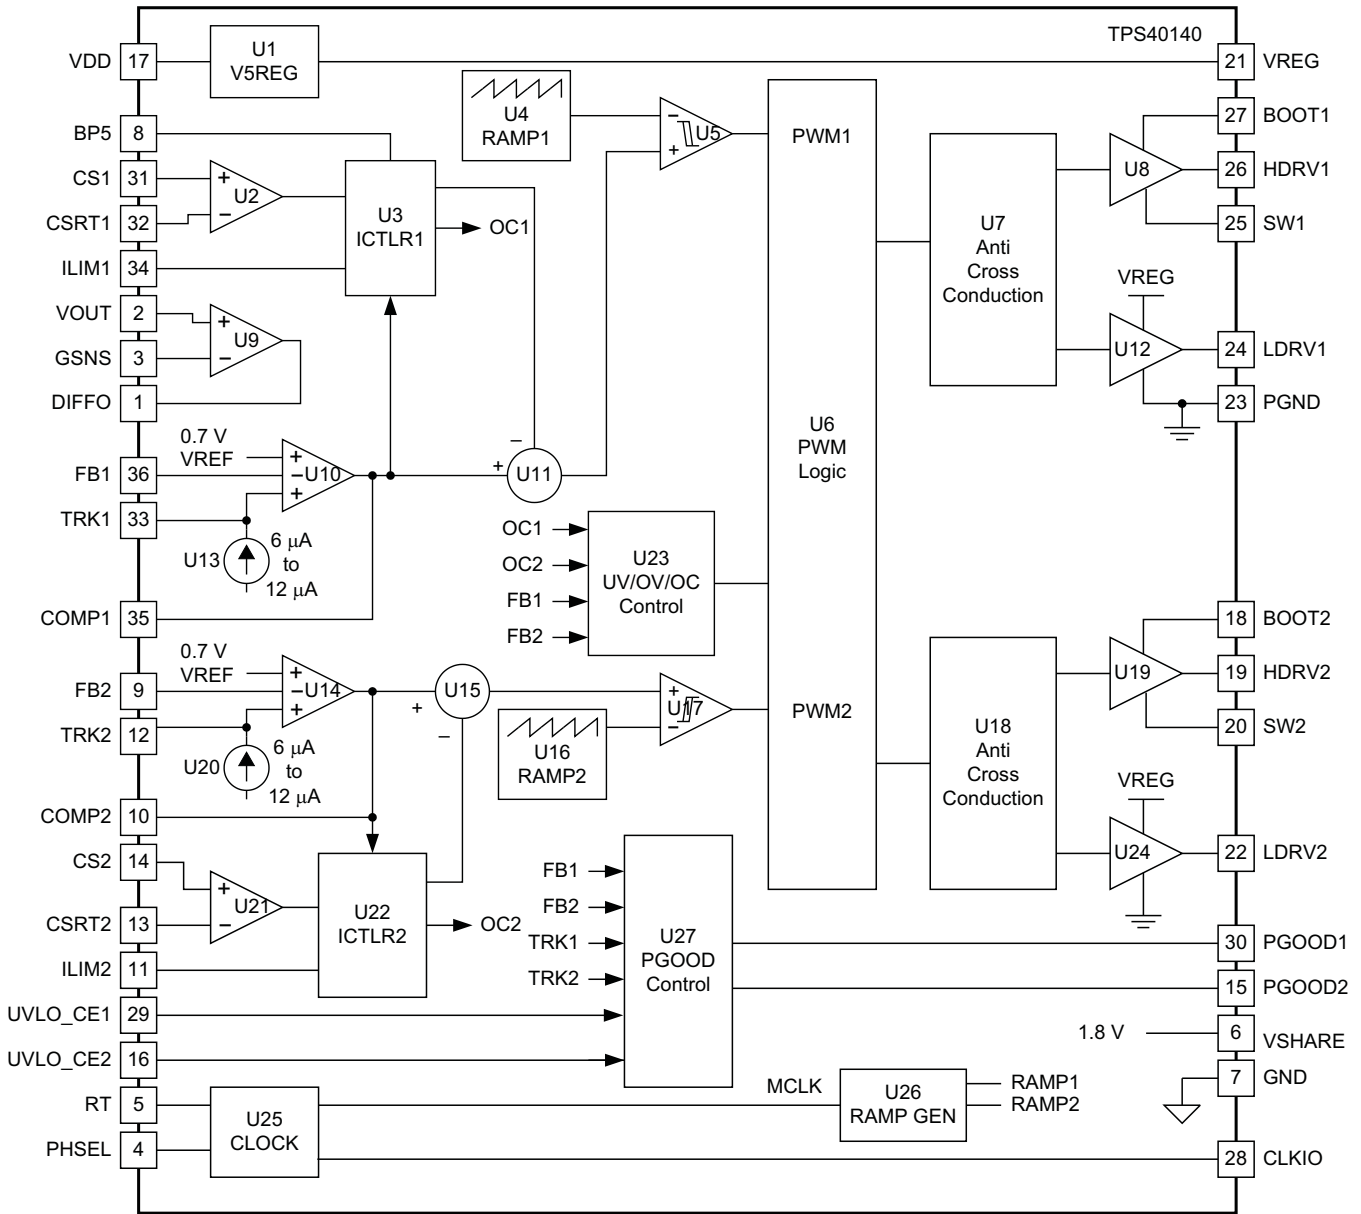 TPS40140
VDD 17
U1
V5REG
21 VREG
U4
RAMP1
−
+
U5
PWM1
27 BOOT1
BP5 8
CS1 31
+
−
U2
U8
26 HDRV1
CSRT1 32
U3
ICTLR1
OC1
25 SW1
U7
Anti
Cross
Conduction
ILIM1 34
VREG
VOUT 2
+
−
U9
GSNS 3
U12
24 LDRV1
DIFFO 1
23 PGND
U6
PWM
Logic
0.7 V
VREF
+
−
+
U10
−
+
U11
FB1 36
TRK1 33
U13
6 µA
to
12 µA
OC1
OC2
FB1
FB2
U23
UV/OV/OC
Control
COMP1 35
18 BOOT2
0.7 V
VREF
+
−
+
U14
U15
+
−
+
−
U17
U19
19 HDRV2
FB2 9
PWM2
20 SW2
TRK2 12
U20
6 µA
to
12 µA
U16
RAMP2
U18
Anti
Cross
Conduction
VREG
COMP2 10
CS2 14
+
−
U21
U24
22 LDRV2
CSRT2 13
U22
ICTLR2
OC2
FB1
FB2
TRK1
TRK2
U27
PGOOD
Control
30 PGOOD1
ILIM2 11
15 PGOOD2
UVLO_CE1 29
1.8 V
6 VSHARE
UVLO_CE2 16
7 GND
RT 5
U25
CLOCK
MCLK
U26
RAMP GEN
RAMP1
RAMP2
PHSEL 4
28 CLKIO